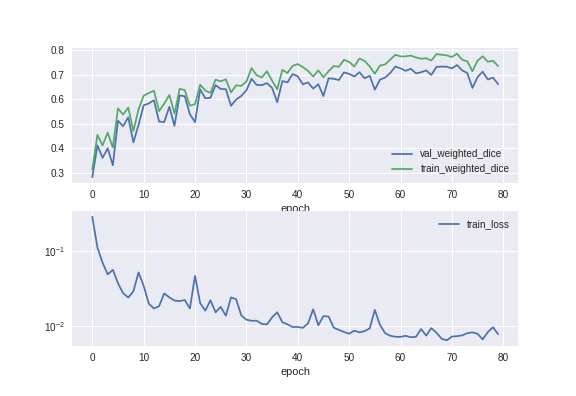 0.8
0.7
0.6
0.5
0.4
0.3
val_weighted_dice
train_weighted_dice
0 10 20 30 40 50 60 70 80
epoch
train_loss
10⁻¹
10⁻²
0 10 20 30 40 50 60 70 80
epoch